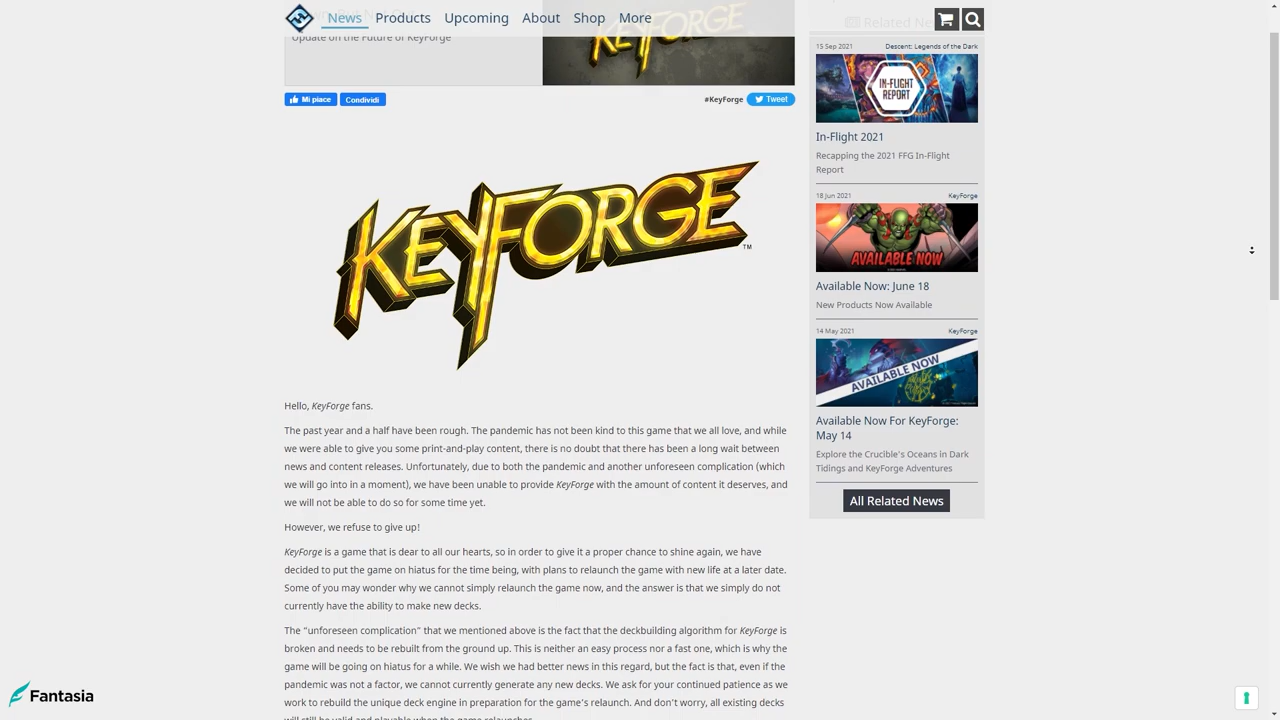 News Products Upcoming About Shop More
Related Ne
Update on the Future of KeyForge
KEYFORGE
Mi piace Condividi
#KeyForge Tweet
KEYFORGE
TM
Hello, KeyForge fans.
The past year and a half have been rough. The pandemic has not been kind to this game that we all love, and while
we were able to give you some print-and-play content, there is no doubt that there has been a long wait between
news and content releases. Unfortunately, due to both the pandemic and another unforeseen complication (which
we will go into in a moment), we have been unable to provide KeyForge with the amount of content it deserves, and
we will not be able to do so for some time yet.
However, we refuse to give up!
KeyForge is a game that is dear to all our hearts, so in order to give it a proper chance to shine again, we have
decided to put the game on hiatus for the time being, with plans to relaunch the game with new life at a later date.
Some of you may wonder why we cannot simply relaunch the game now, and the answer is that we simply do not
currently have the ability to make new decks.
The "unforeseen complication" that we mentioned above is the fact that the deckbuilding algorithm for KeyForge is
broken and needs to be rebuilt from the ground up. This is neither an easy process nor a fast one, which is why the
game will be going on hiatus for a while. We wish we had better news in this regard, but the fact is that, even if the
pandemic was not a factor, we cannot currently generate any new decks. We ask for your continued patience as we
work to rebuild the unique deck engine in preparation for the game's relaunch. And don't worry, all existing decks
will still be valid and playable when the game relaunches.
15 Sep 2021 Descent: Legends of the Dark
IN-FLIGHT
REPORT
In-Flight 2021
Recapping the 2021 FFG In-Flight
Report
18 Jun 2021 KeyForge
AVAILABLE NOW
Available Now: June 18
New Products Now Available
14 May 2021 KeyForge
AVAILABLE NOW
Available Now For KeyForge:
May 14
Explore the Crucible's Oceans in Dark
Tidings and KeyForge Adventures
All Related News
Fantasia